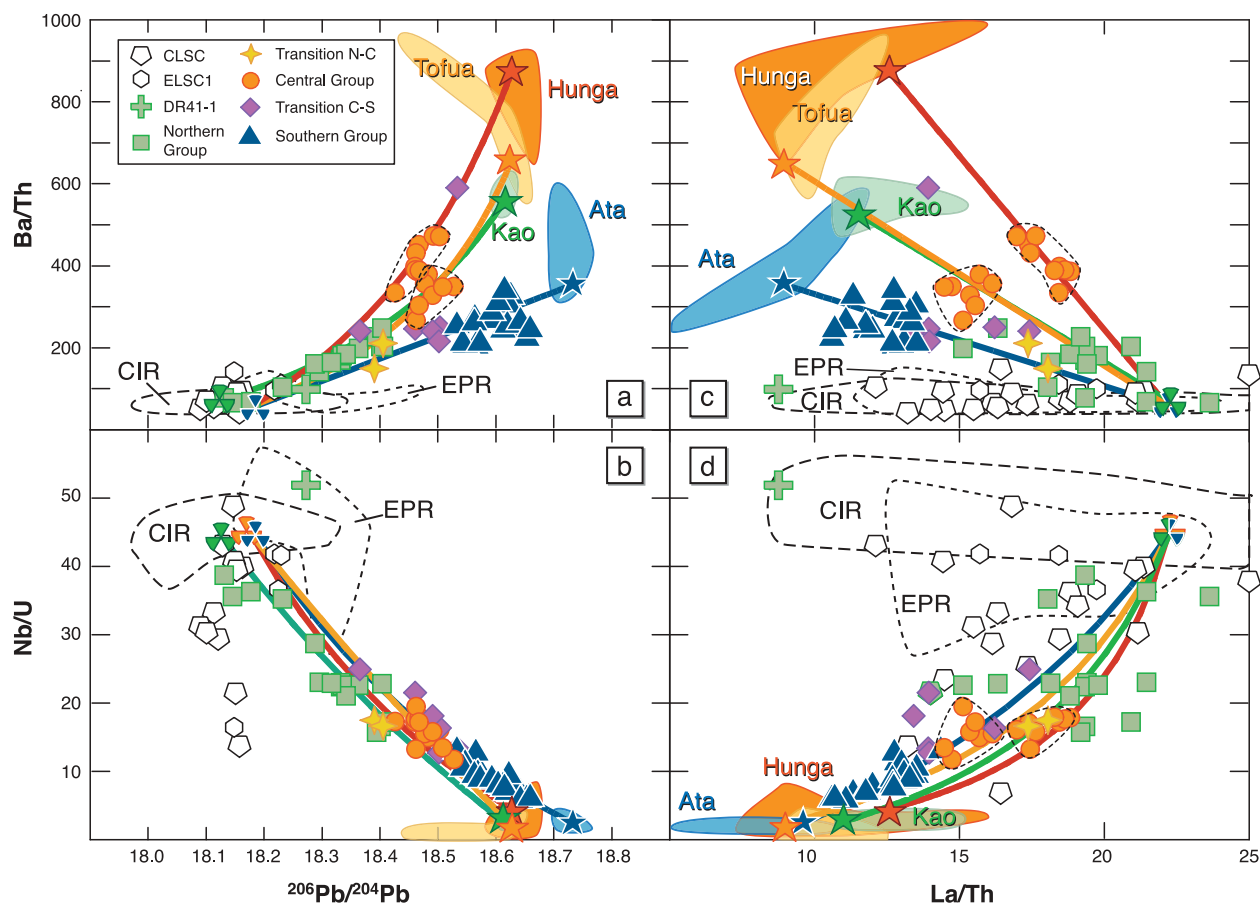 1000
800
600
400
200
Ba/Th
CLSC
ELSC1
DR41-1
Northern
Group
Transition N-C
Central Group
Transition C-S
Southern Group
Tofua
Hunga
Kao
Ata
CIR
EPR
a
Hunga
Tofua
Kao
Ata
EPR
CIR
c
50
40
30
20
10
Nb/U
CIR
EPR
b
d
CIR
EPR
Hunga
Ata
Kao
18.0 18.1 18.2 18.3 18.4 18.5 18.6 18.7 18.8
10 15 20 25
206Pb/204Pb
La/Th